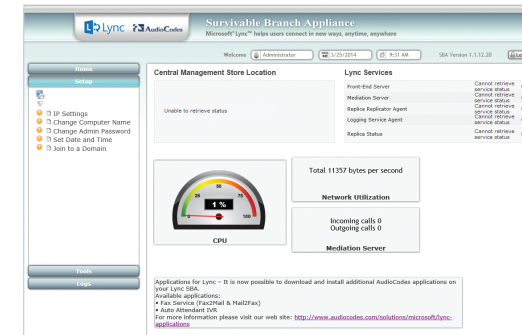 Lync AudioCodes
Survivable Branch Appliance
Microsoft® Lync™ helps users connect in new ways, anytime, anywhere
Welcome Administrator 3/25/2014 9:31 AM SBA Version 1.1.12.20
Home
Setup
IP Settings
Change Computer Name
Change Admin Password
Set Date and Time
Join to a Domain
Tools
Logs
Central Management Store Location
Unable to retrieve status
Lync Services
Front-End Server Cannot retrieve service status
Mediation Server Cannot retrieve service status
Replica Replicator Agent Cannot retrieve service status
Logging Service Agent Cannot retrieve service status
Replica Status Cannot retrieve service status
0 25 50 75 100
1 %
CPU
Total 11357 bytes per second
Network Utilization
Incoming calls 0
Outgoing calls 0
Mediation Server
Applications for Lync - It is now possible to download and install additional AudioCodes applications on
your Lync SBA.
Available applications:
• Fax Service (Fax2Mail & Mail2Fax)
• Auto Attendant IVR
For more information please visit our web site: http://www.audiocodes.com/solutions/microsoft/lync-
applications